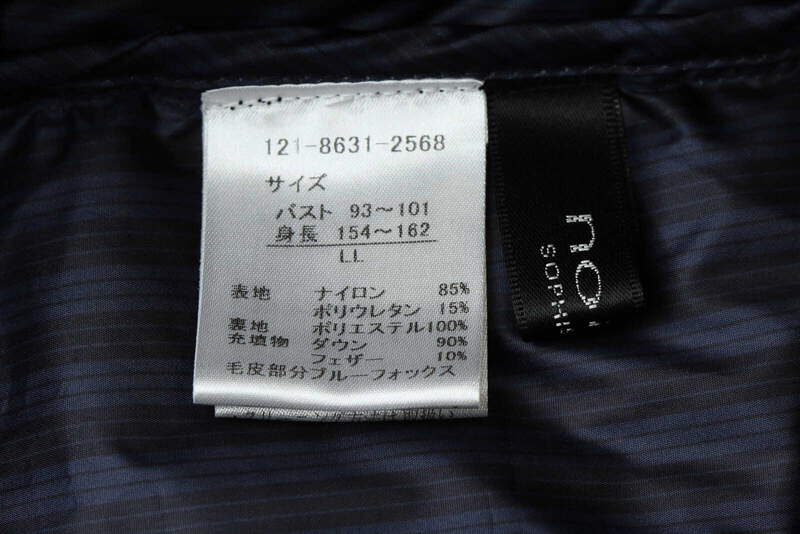 121-8631-2568
サイズ
バスト 93～101
身長 154～162
LL
表地 ナイロン 85%
ポリウレタン 15%
裏地 ポリエステル100%
充填物 ダウン 90%
フェザー 10%
毛皮部分ブルーフォックス
no
SOPHI